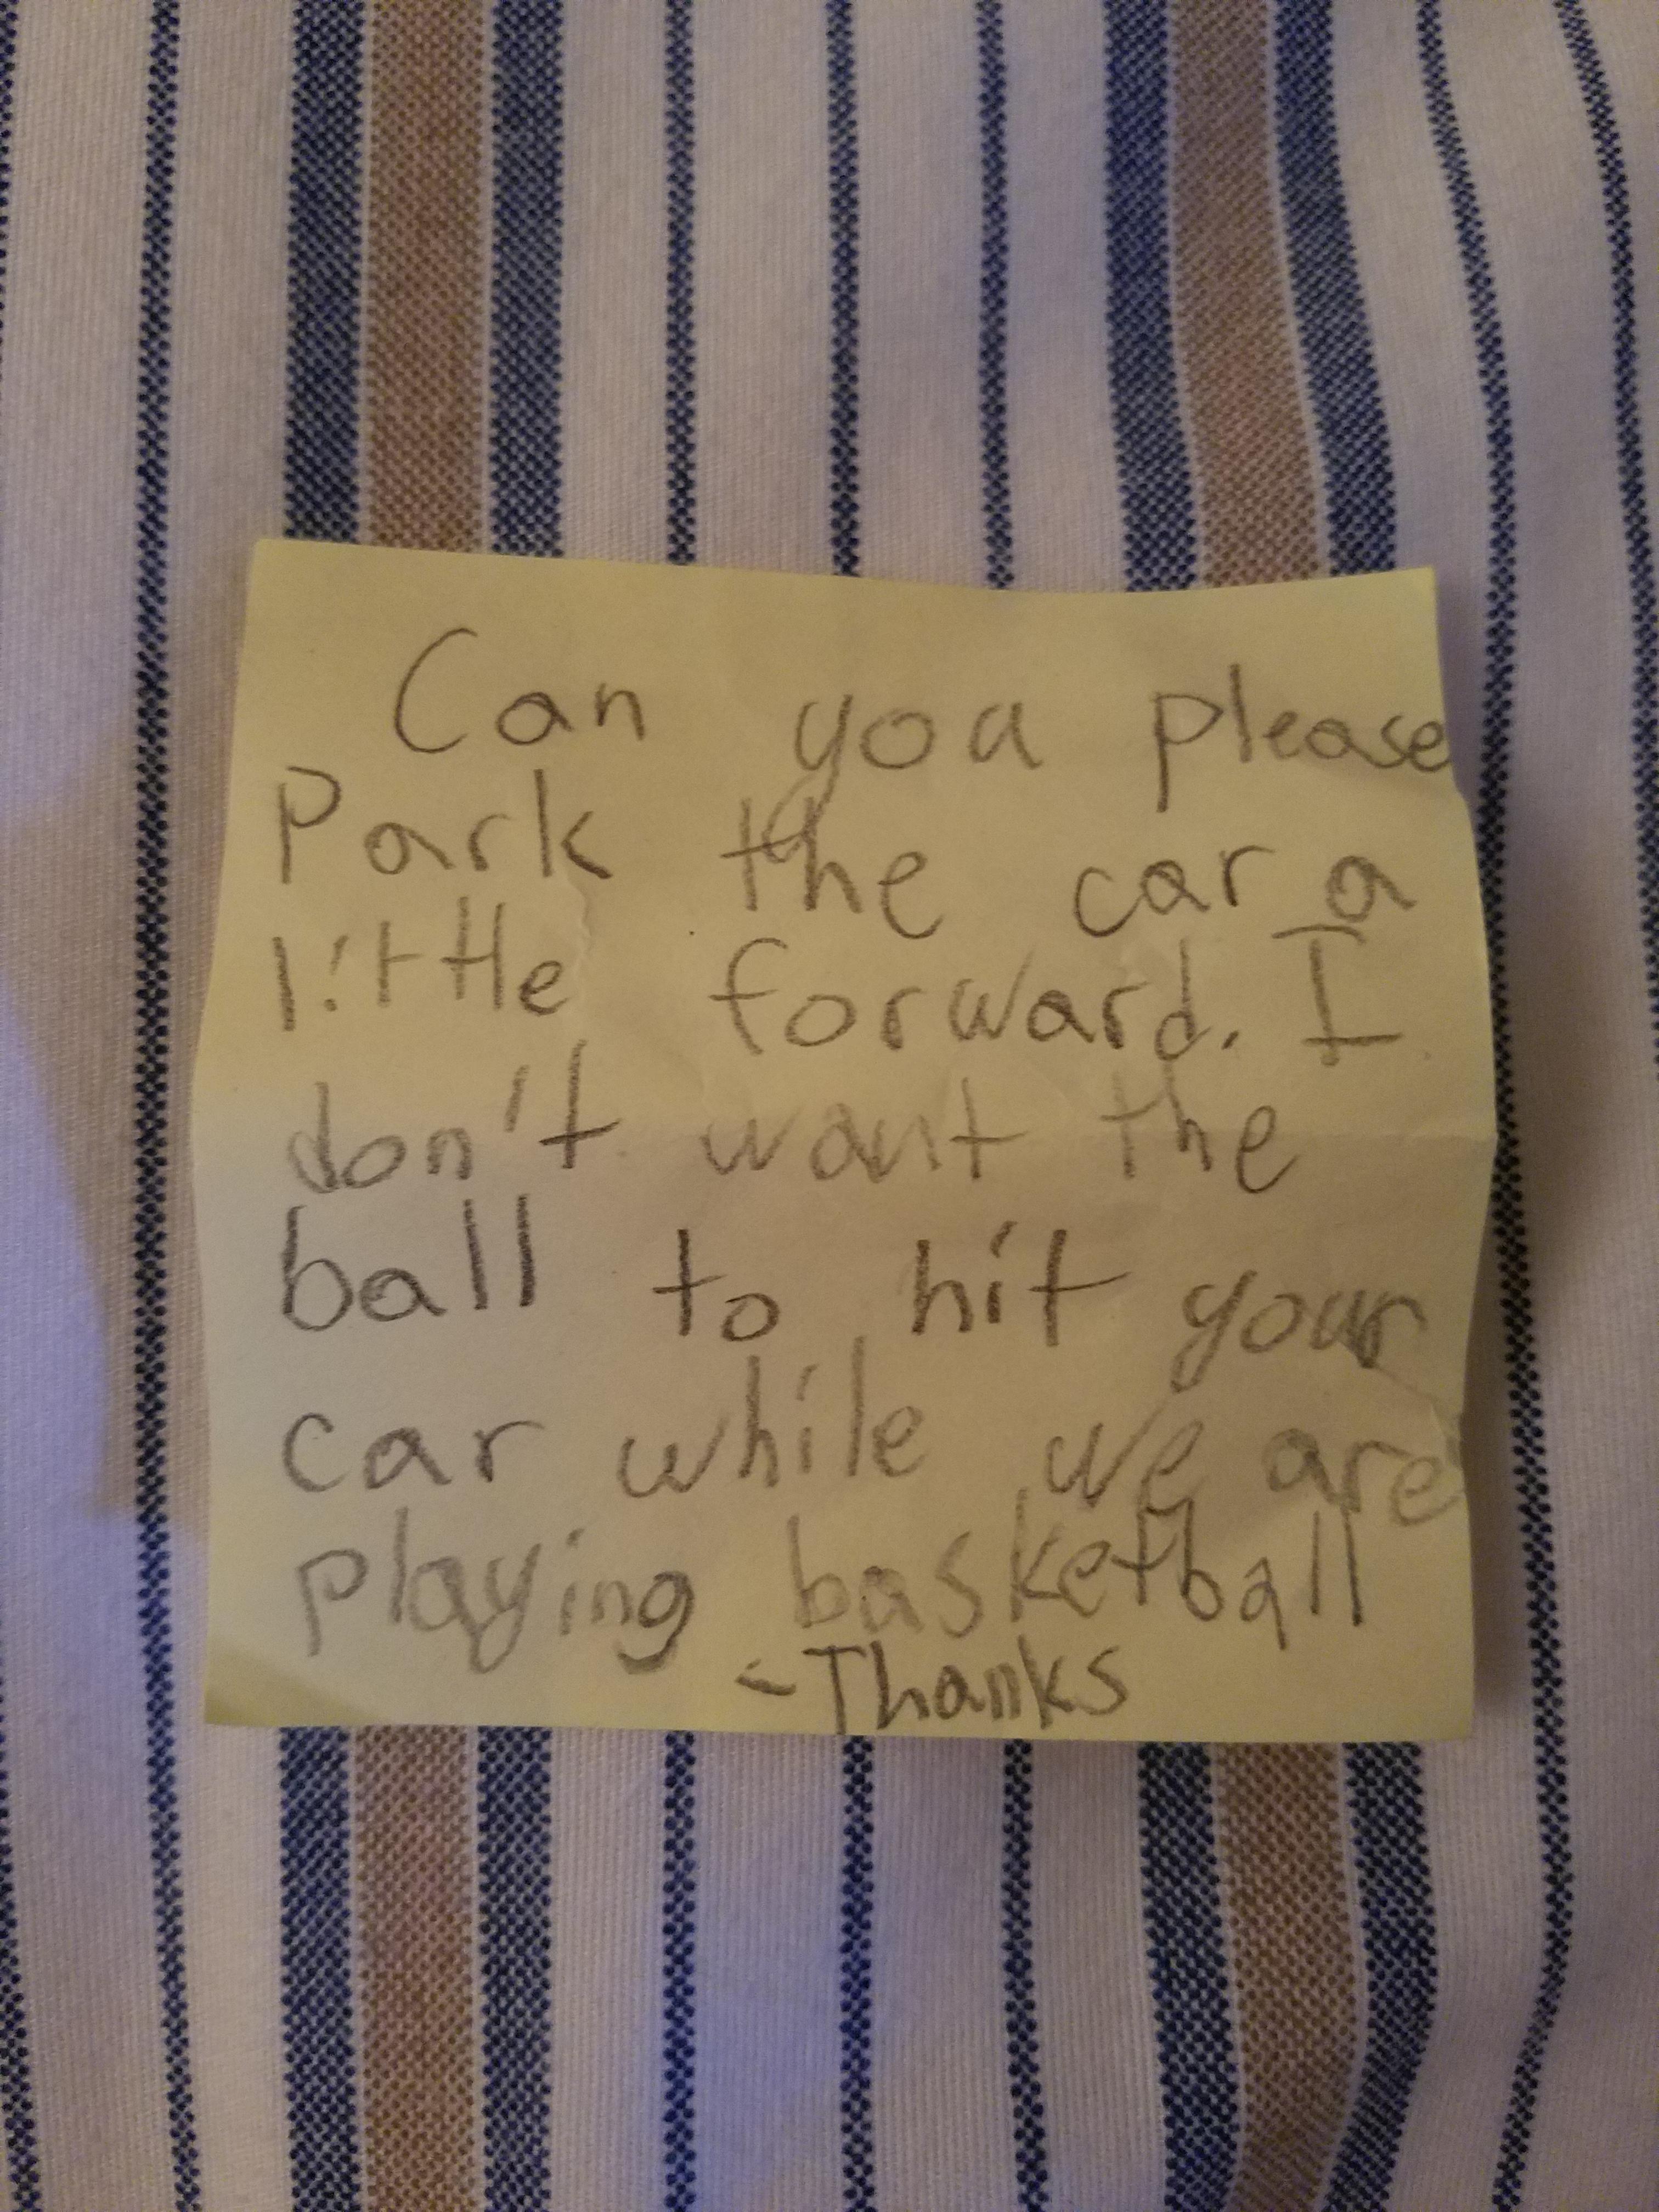 Can you please
Park the car a
little forward. I
don't want the
ball to hit your
car while we are
playing basketball
-Thanks